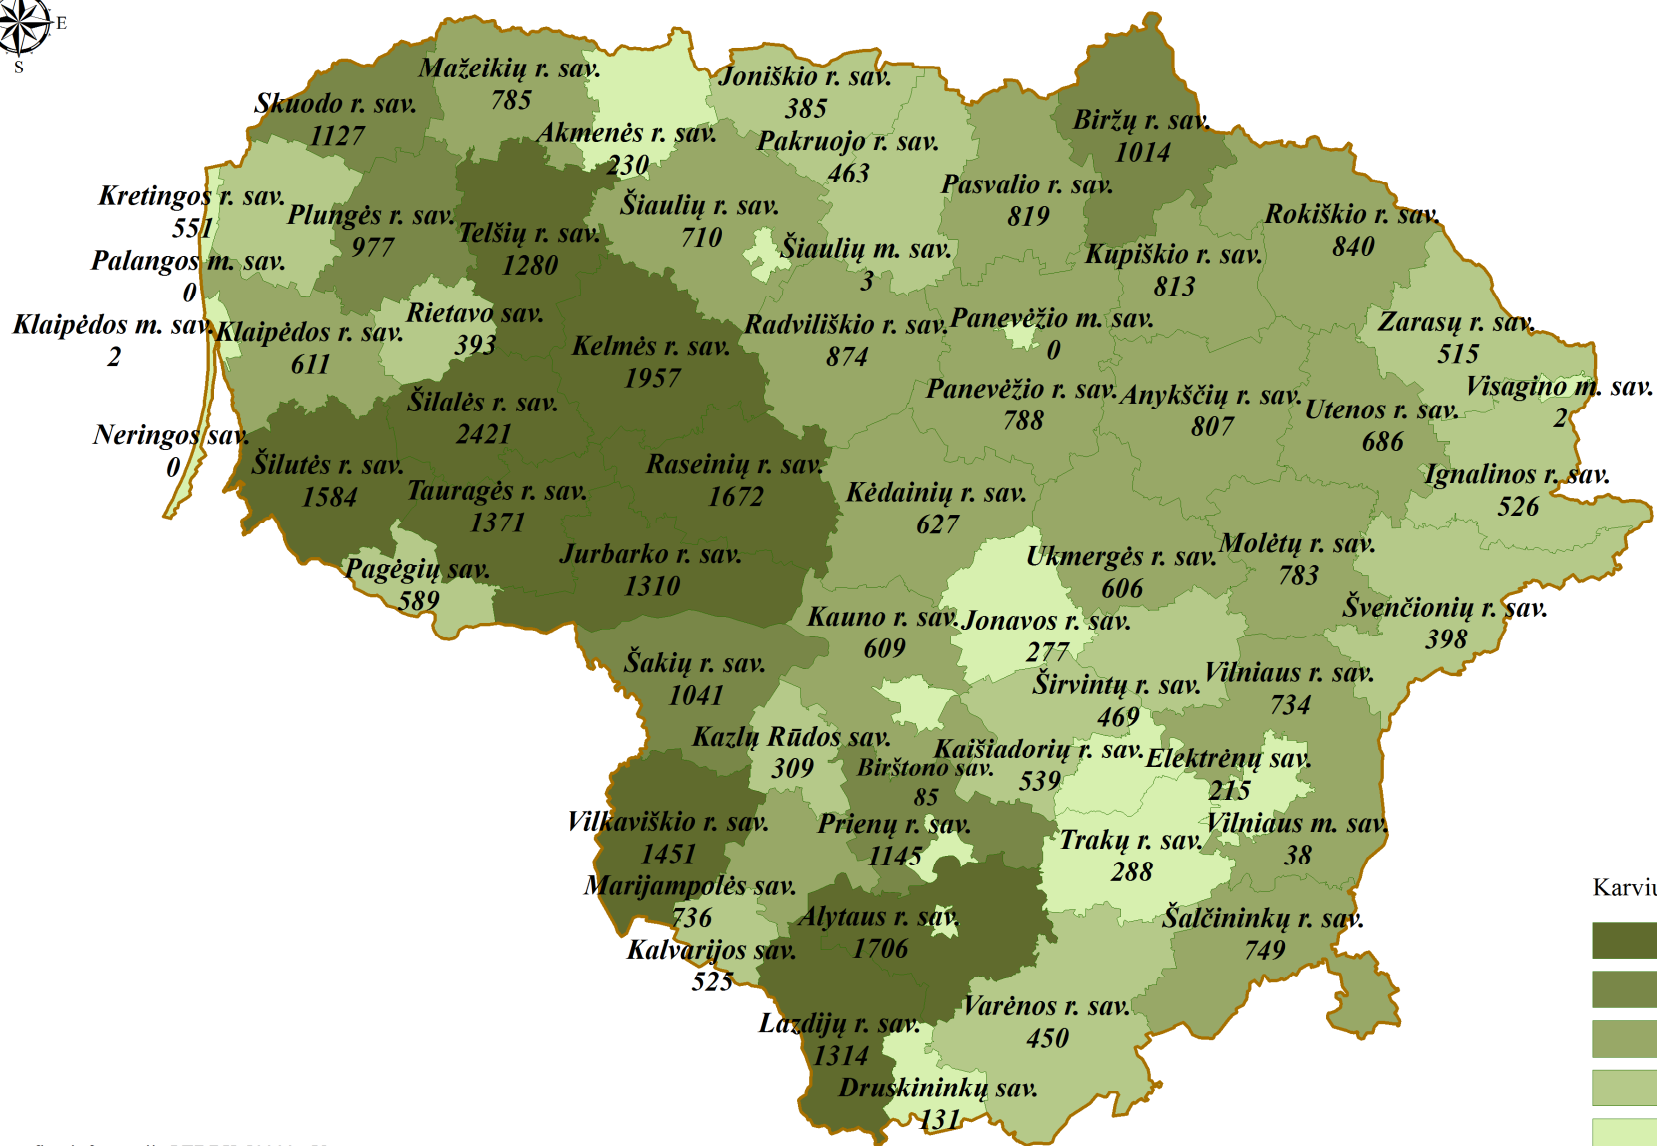 E
S
Mažeikių r. sav.
785
Joniškio r. sav.
385
Skuodo r. sav.
1127
Akmenės r. sav.
230
Pakruojo r. sav.
463
Biržų r. sav.
1014
Kretingos r. sav.
551
Plungės r. sav.
977
Šiaulių r. sav.
710
Pasvalio r. sav.
819
Rokiškio r. sav.
840
Telšių r. sav.
1280
Šiaulių m. sav.
3
Kupiškio r. sav.
813
Palangos m. sav.
0
Klaipėdos m. sav.
2
Klaipėdos r. sav.
611
Rietavo sav.
393
Kelmės r. sav.
1957
Radviliškio r. sav.
874
Panevėžio m. sav.
0
Zarasų r. sav.
515
Šilalės r. sav.
2421
Panevėžio r. sav.
788
Anykščių r. sav.
807
Utenos r. sav.
686
Visagino m. sav.
2
Neringos sav.
0
Šilutės r. sav.
1584
Tauragės r. sav.
1371
Raseinių r. sav.
1672
Kėdainių r. sav.
627
Ignalinos r. sav.
526
Pagėgių sav.
589
Jurbarko r. sav.
1310
Ukmergės r. sav.
606
Molėtų r. sav.
783
Kauno r. sav.
609
Jonavos r. sav.
277
Švenčionių r. sav.
398
Šakių r. sav.
1041
Širvintų r. sav.
469
Vilniaus r. sav.
734
Kazlų Rūdos sav.
309
Birštono sav.
85
Kaišiadorių r. sav.
539
Elektrėnų sav.
215
Vilkaviškio r. sav.
1451
Prienų r. sav.
1145
Trakų r. sav.
288
Vilniaus m. sav.
38
Marijampolės sav.
736
Alytaus r. sav.
1706
Šalčininkų r. sav.
749
Kalvarijos sav.
525
Lazdijų r. sav.
1314
Varėnos r. sav.
450
Druskininkų sav.
131